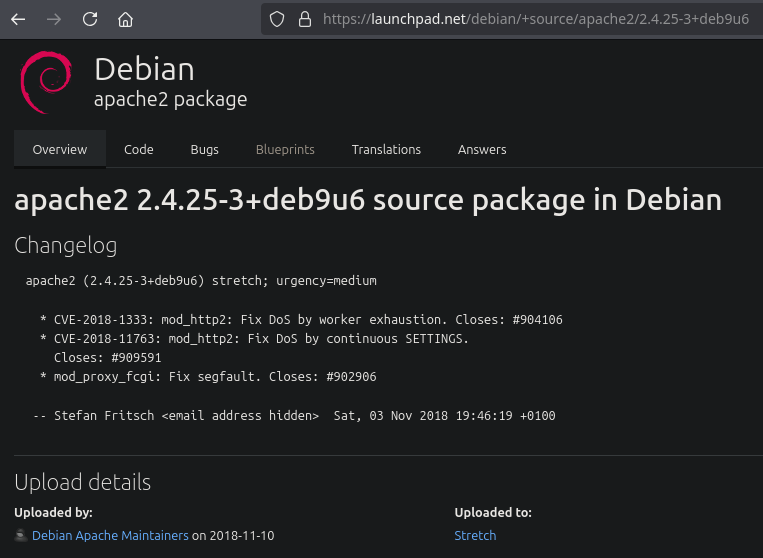 https://launchpad.net/debian/+source/apache2/2.4.25-3+deb9u6
Debian
apache2 package
Overview Code Bugs Blueprints Translations Answers
apache2 2.4.25-3+deb9u6 source package in Debian
Changelog
apache2 (2.4.25-3+deb9u6) stretch; urgency=medium
* CVE-2018-1333: mod_http2: Fix DoS by worker exhaustion. Closes: #904106
* CVE-2018-11763: mod_http2: Fix DoS by continuous SETTINGS.
Closes: #909591
* mod_proxy_fcgi: Fix segfault. Closes: #902906
-- Stefan Fritsch <email address hidden>  Sat, 03 Nov 2018 19:46:19 +0100
Upload details
Uploaded by: Uploaded to:
Debian Apache Maintainers on 2018-11-10 Stretch